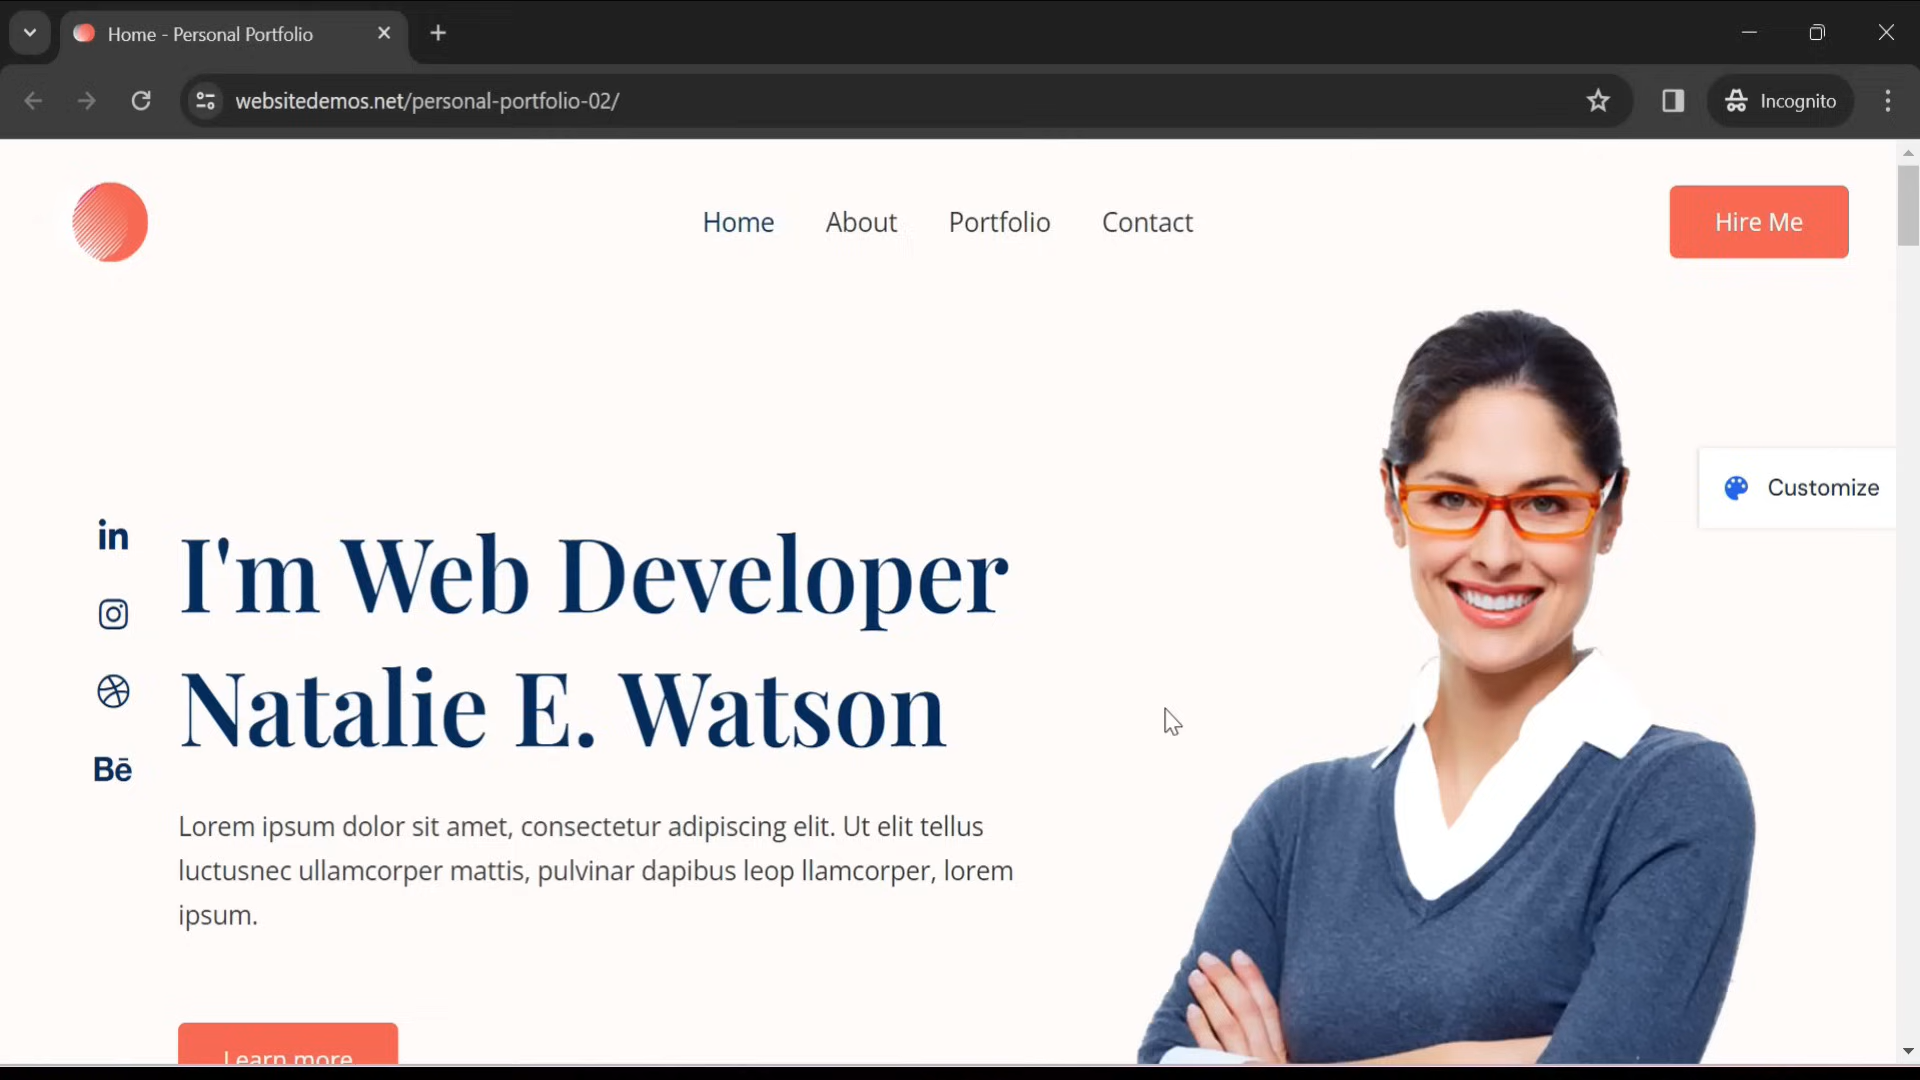 Home - Personal Portfolio
websitedemos.net/personal-portfolio-02/
Incognito
Home About Portfolio Contact
Hire Me
Customize
in
I'm Web Developer
Natalie E. Watson
Bē
Lorem ipsum dolor sit amet, consectetur adipiscing elit. Ut elit tellus
luctusnec ullamcorper mattis, pulvinar dapibus leop llamcorper, lorem
ipsum.
Learn more